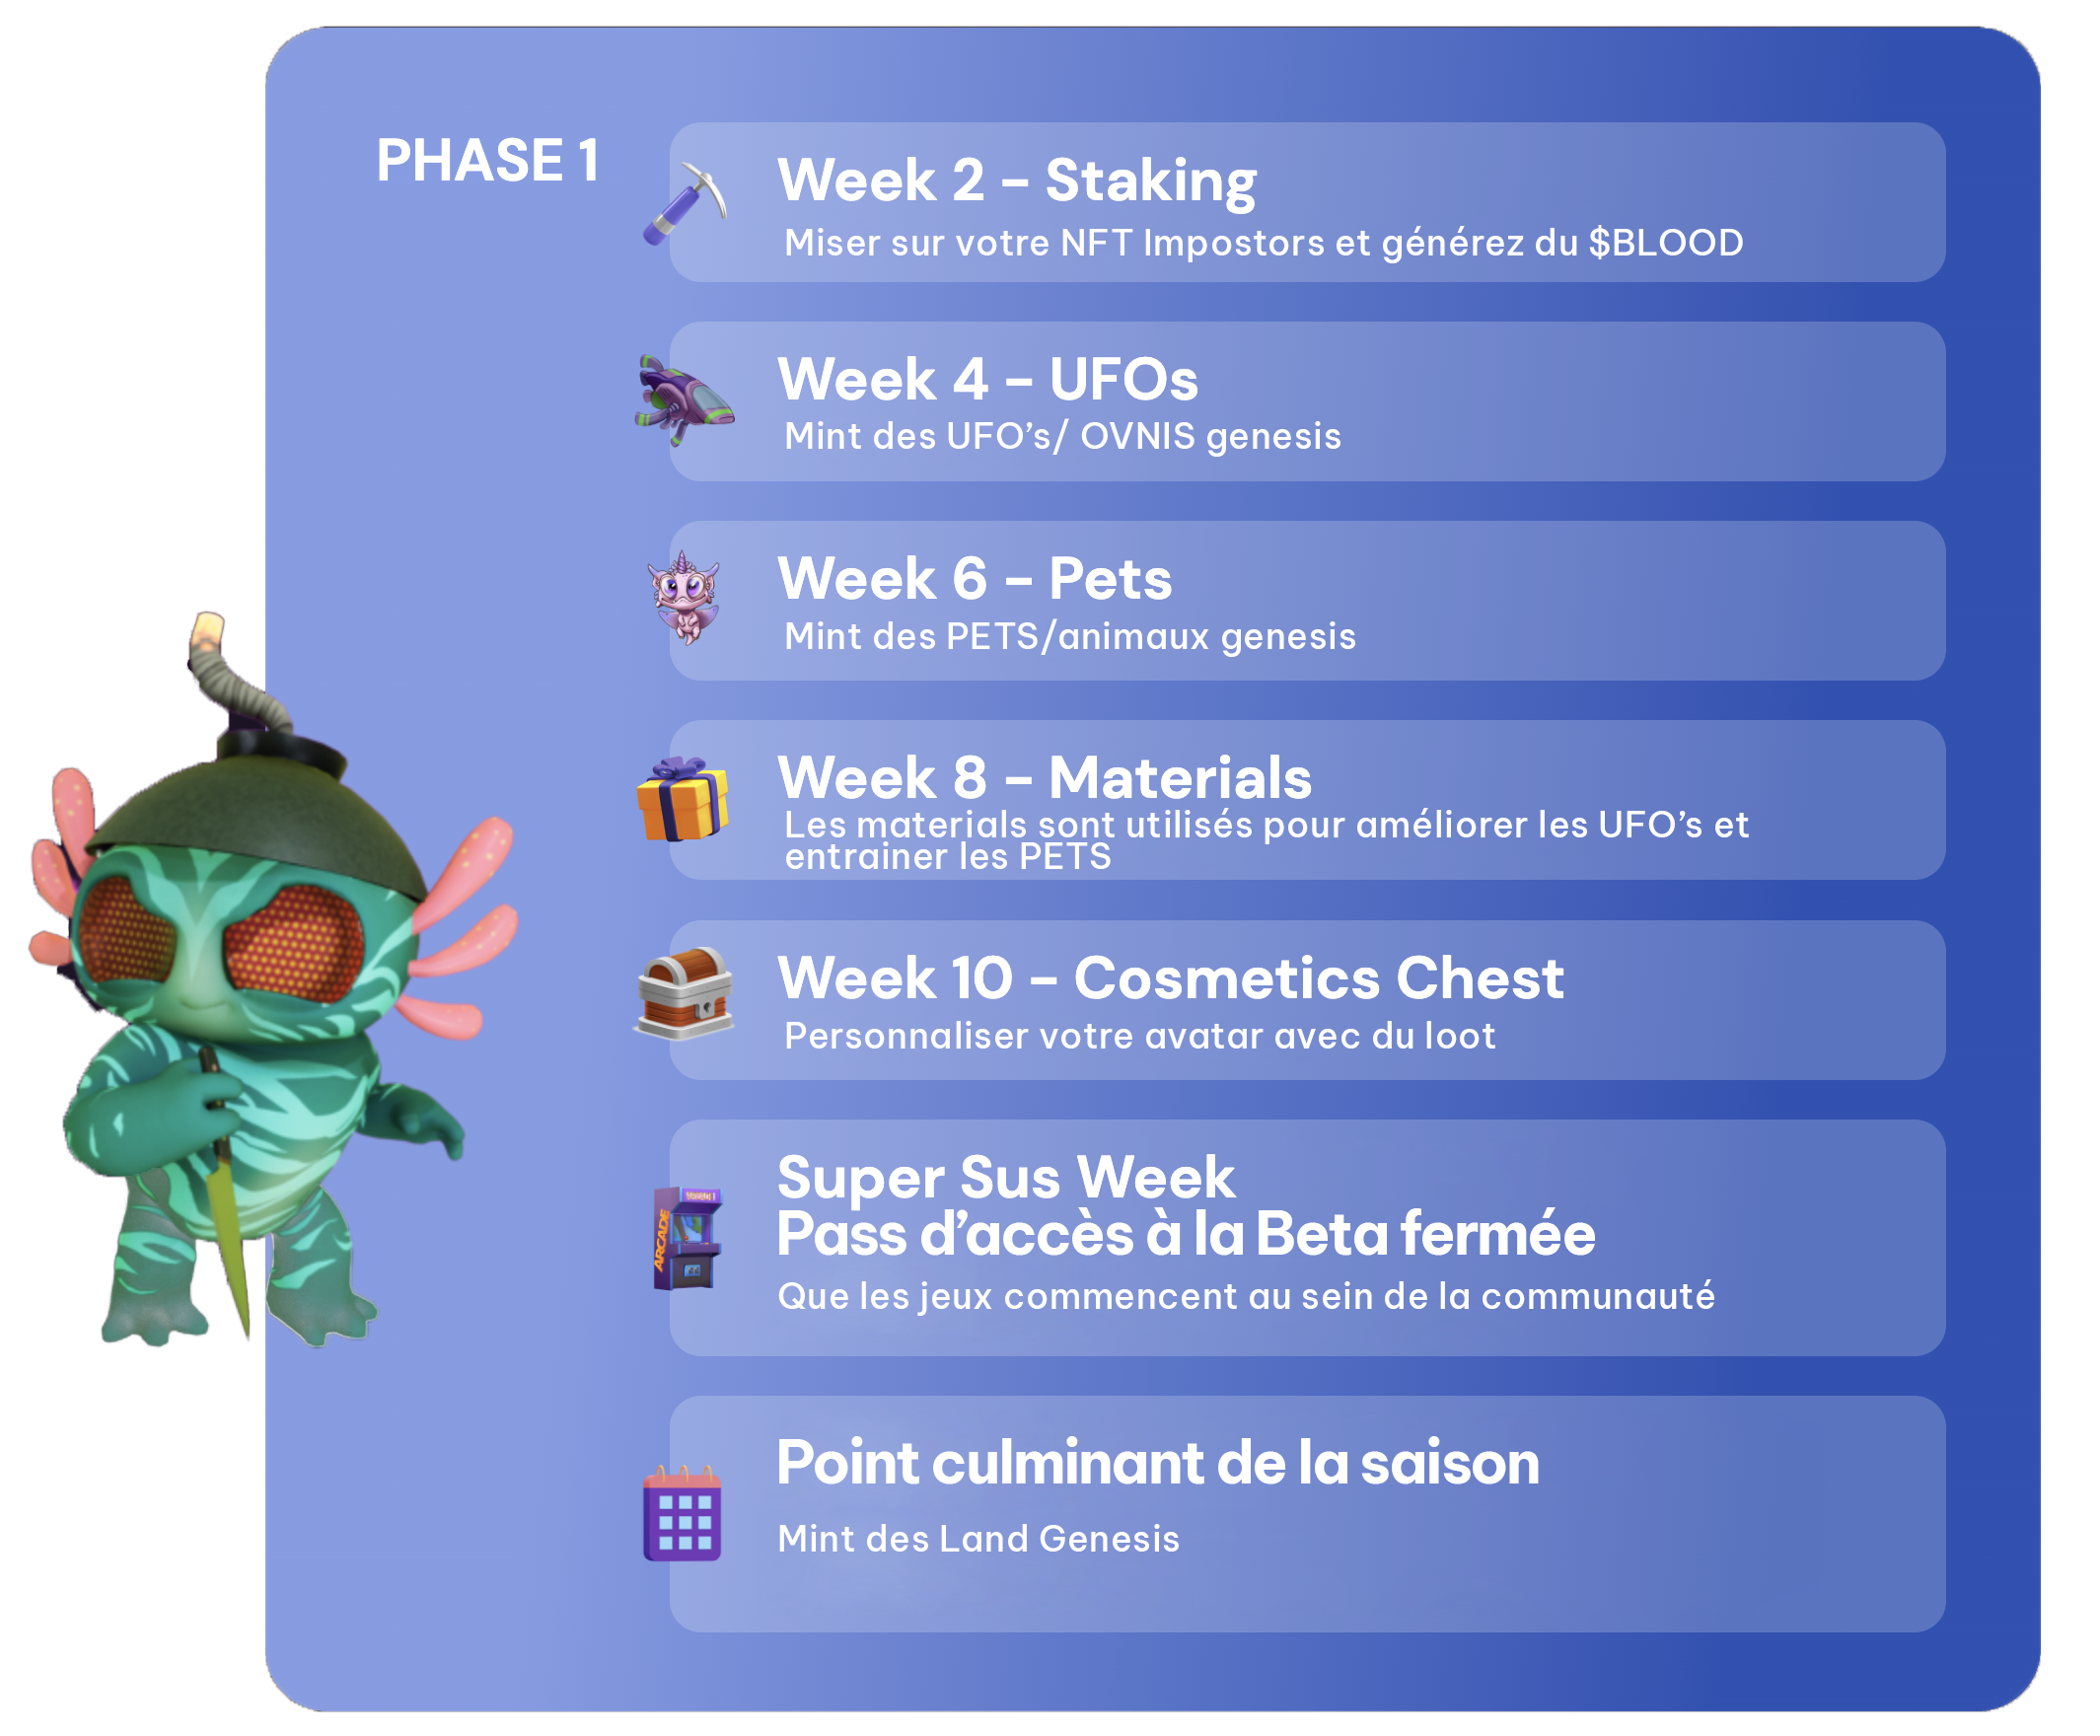 PHASE 1
Week 2 – Staking
Miser sur votre NFT Impostors et générez du $BLOOD
Week 4 – UFOs
Mint des UFO’s/ OVNIS genesis
Week 6 – Pets
Mint des PETS/animaux genesis
Week 8 – Materials
Les materials sont utilisés pour améliorer les UFO’s et
entrainer les PETS
Week 10 – Cosmetics Chest
Personnaliser votre avatar avec du loot
Super Sus Week
Pass d’accès à la Beta fermée
ARCADE
Que les jeux commencent au sein de la communauté
Point culminant de la saison
Mint des Land Genesis